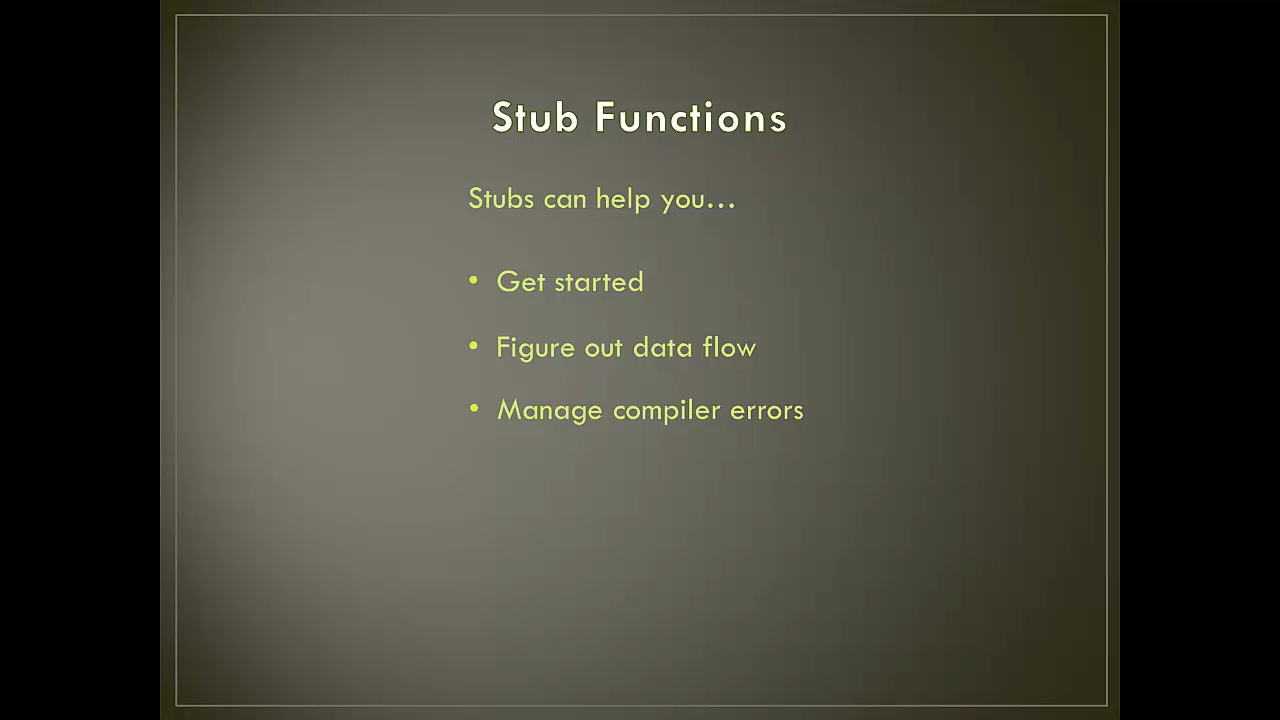 Stub Functions
Stubs can help you...
• Get started
• Figure out data flow
• Manage compiler errors